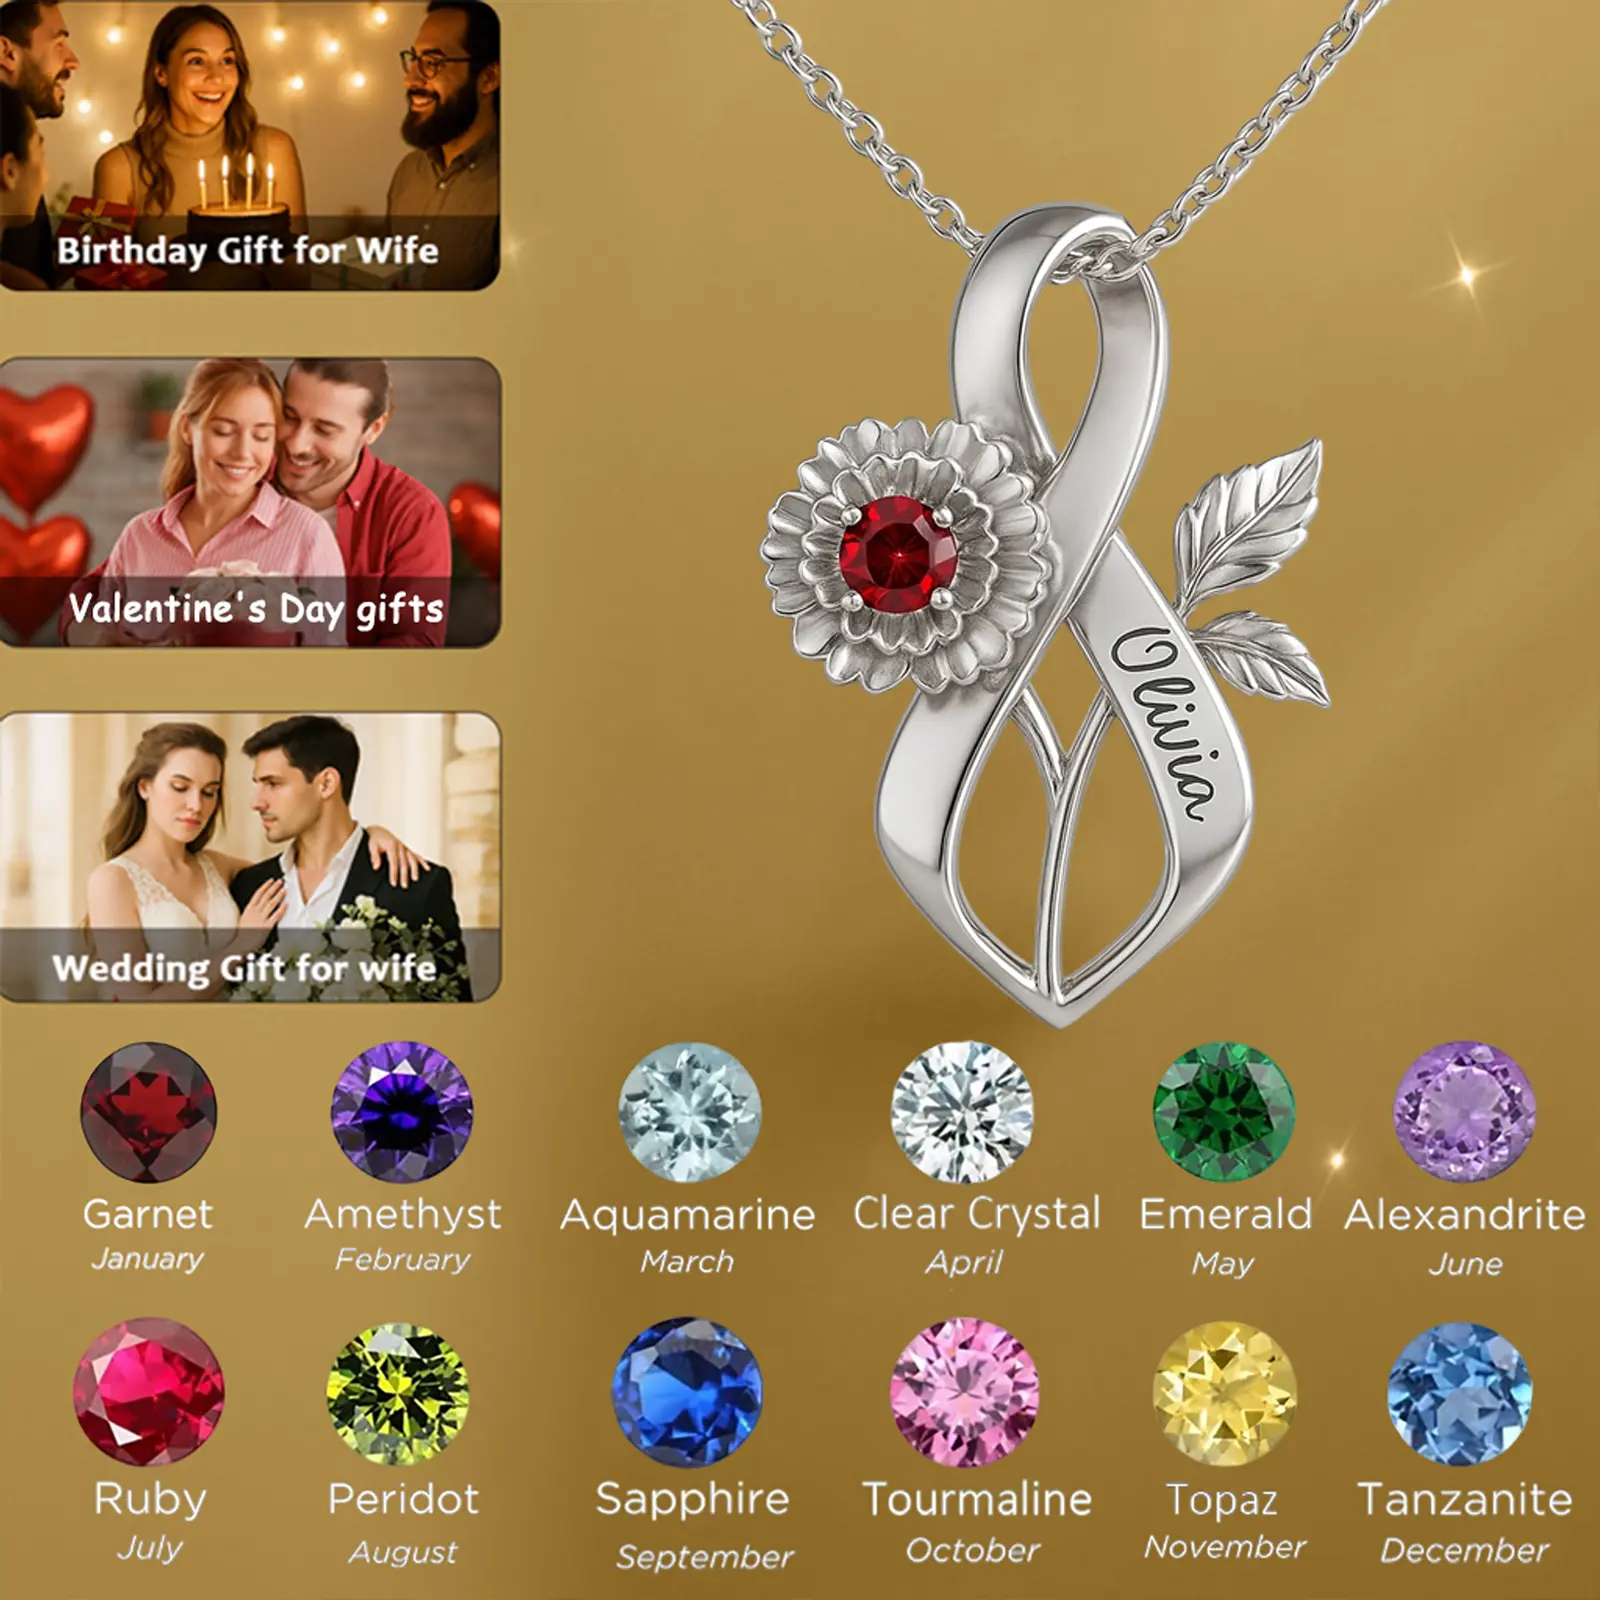 Birthday Gift for Wife
Valentine's Day gifts
Wedding Gift for wife
Olivia
Garnet Amethyst Aquamarine Clear Crystal Emerald Alexandrite
January February March April May June
Ruby Peridot Sapphire Tourmaline Topaz Tanzanite
July August September October November December